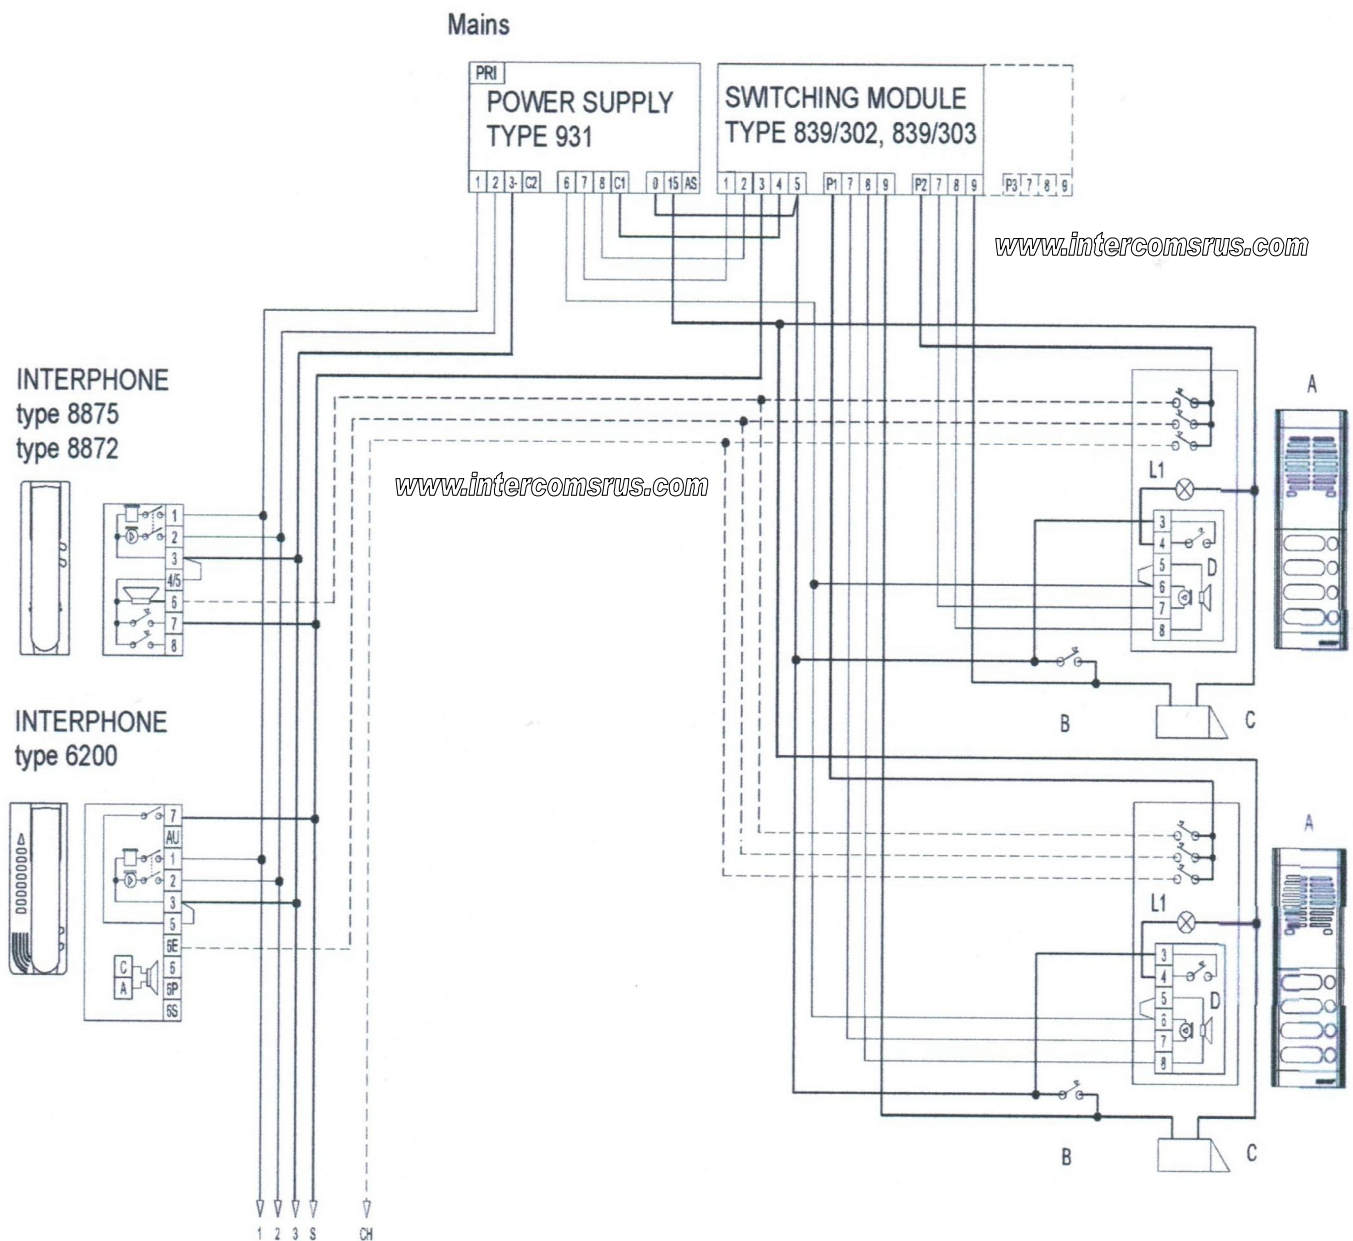 Mains
PRI
POWER SUPPLY
TYPE 931
1 2 3- C2 6 7 8 C1 0 15 AS
SWITCHING MODULE
TYPE 839/302, 839/303
1 2 3 4 5 P1 7 8 9 P2 7 8 9 P3 7 8 9
www.intercomsrus.com
INTERPHONE
type 8875
type 8872
www.intercomsrus.com
1
2
3
4/5
6
7
8
A
L1
3
4
5
6
7
8
D
B
C
INTERPHONE
type 6200
7
AU
1
2
3
5
6E
6
6P
6S
C
A
A
L1
3
4
5
6
7
8
D
B
C
1 2 3 S CH